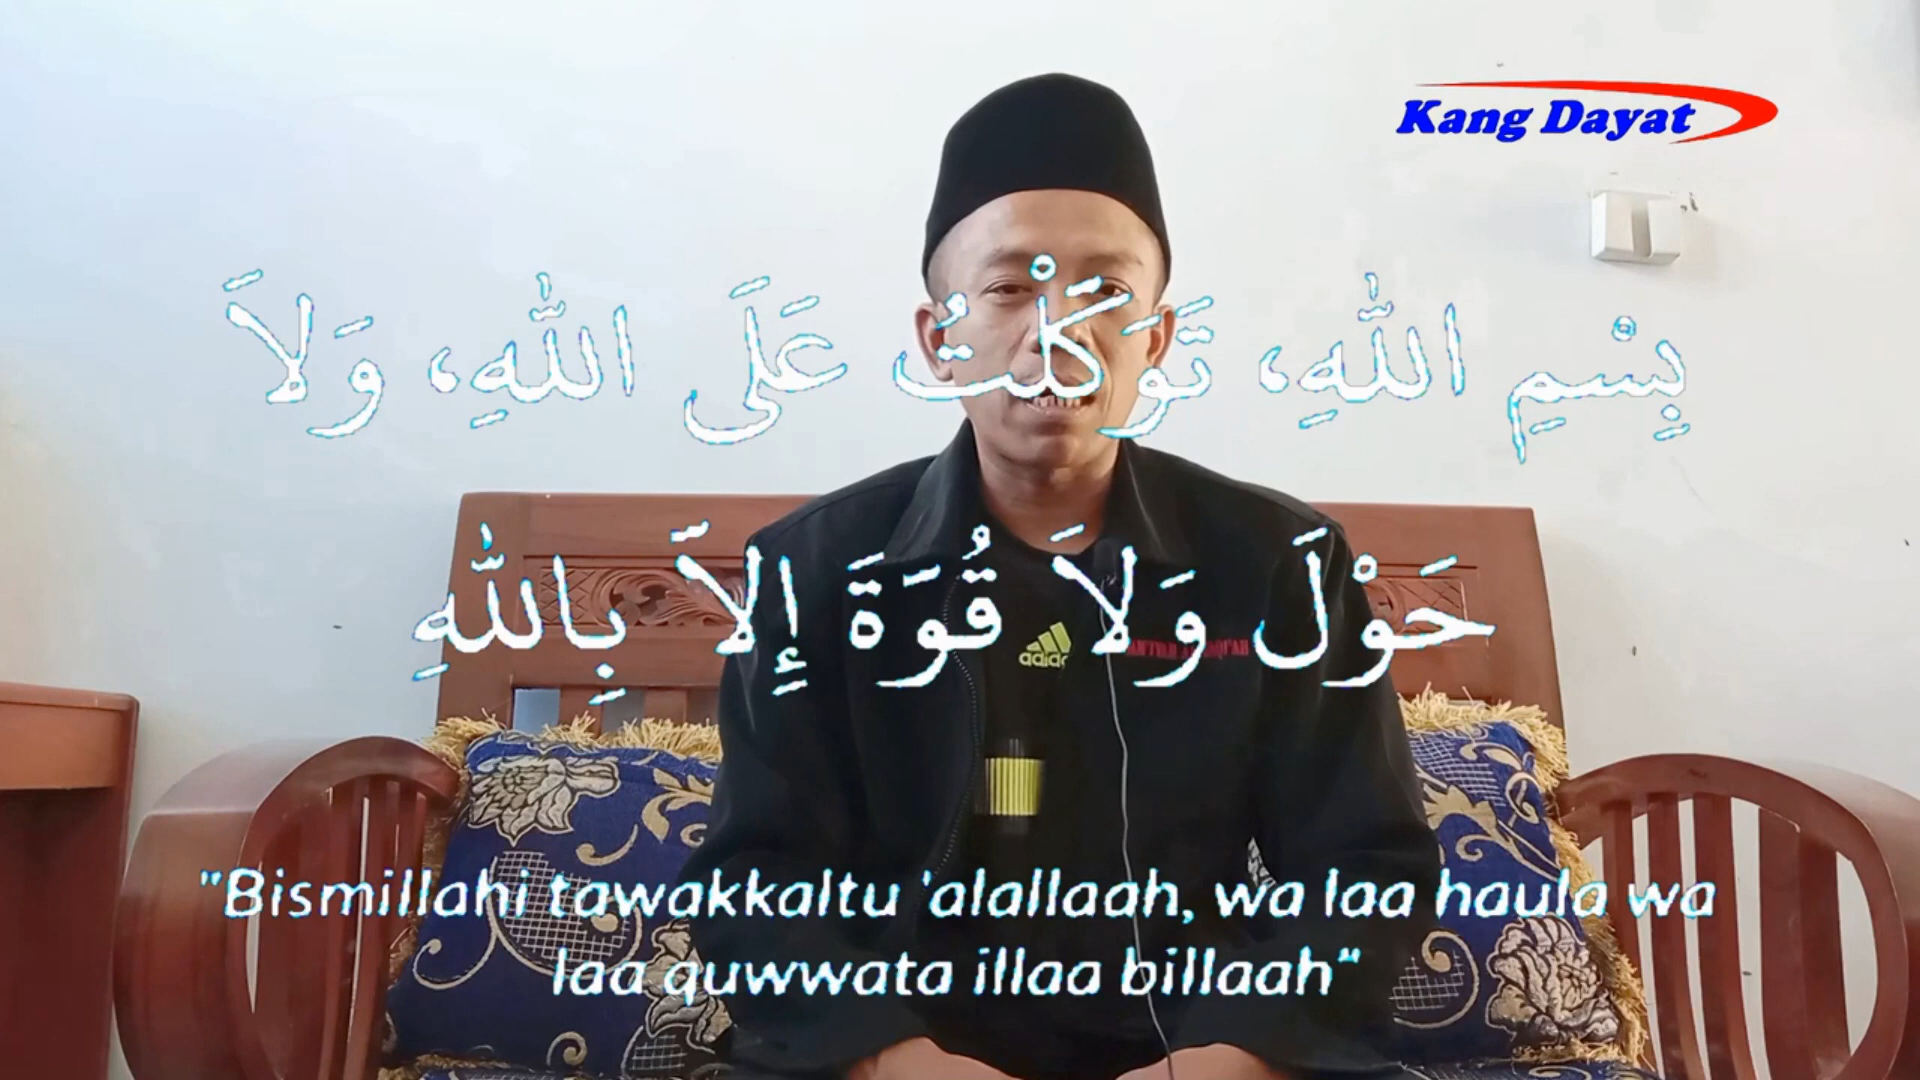 Kang Dayat
بِسْمِ اللهِ، تَوَكَلْتُ عَلَى اللهِ، وَلاَ
حَوْلَ وَلاَ قُوَةَ إِلاَ بِاللهِ
adidas
"Bismillahi tawakkaltu 'alallaah, wa laa haula wa
laa quwwata illaa billaah"